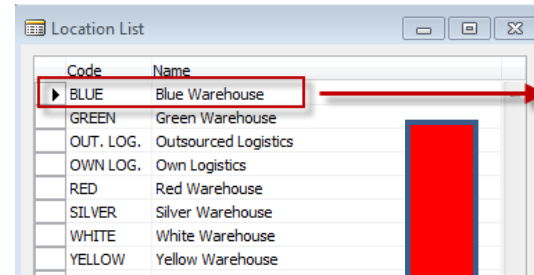 Location List
Code Name
BLUE Blue Warehouse
GREEN Green Warehouse
OUT. LOG. Outsourced Logistics
OWN LOG. Own Logistics
RED Red Warehouse
SILVER Silver Warehouse
WHITE White Warehouse
YELLOW Yellow Warehouse